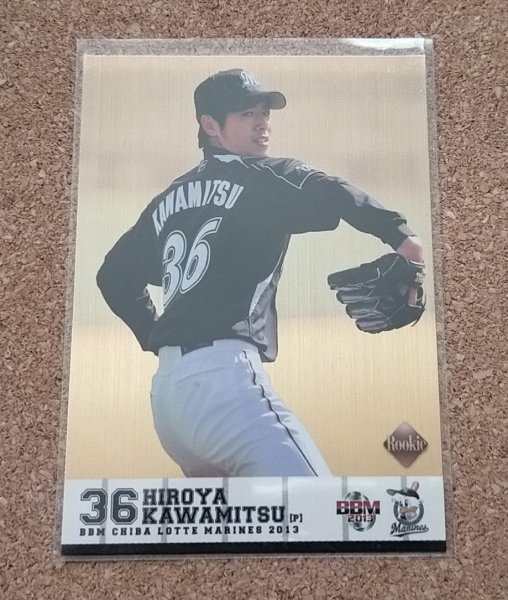 M
KAWAMITSU
36
Rookie
36 HIROYA
KAWAMITSU [P]
BBM CHIBA LOTTE MARINES 2013
BBM
2013
Marines